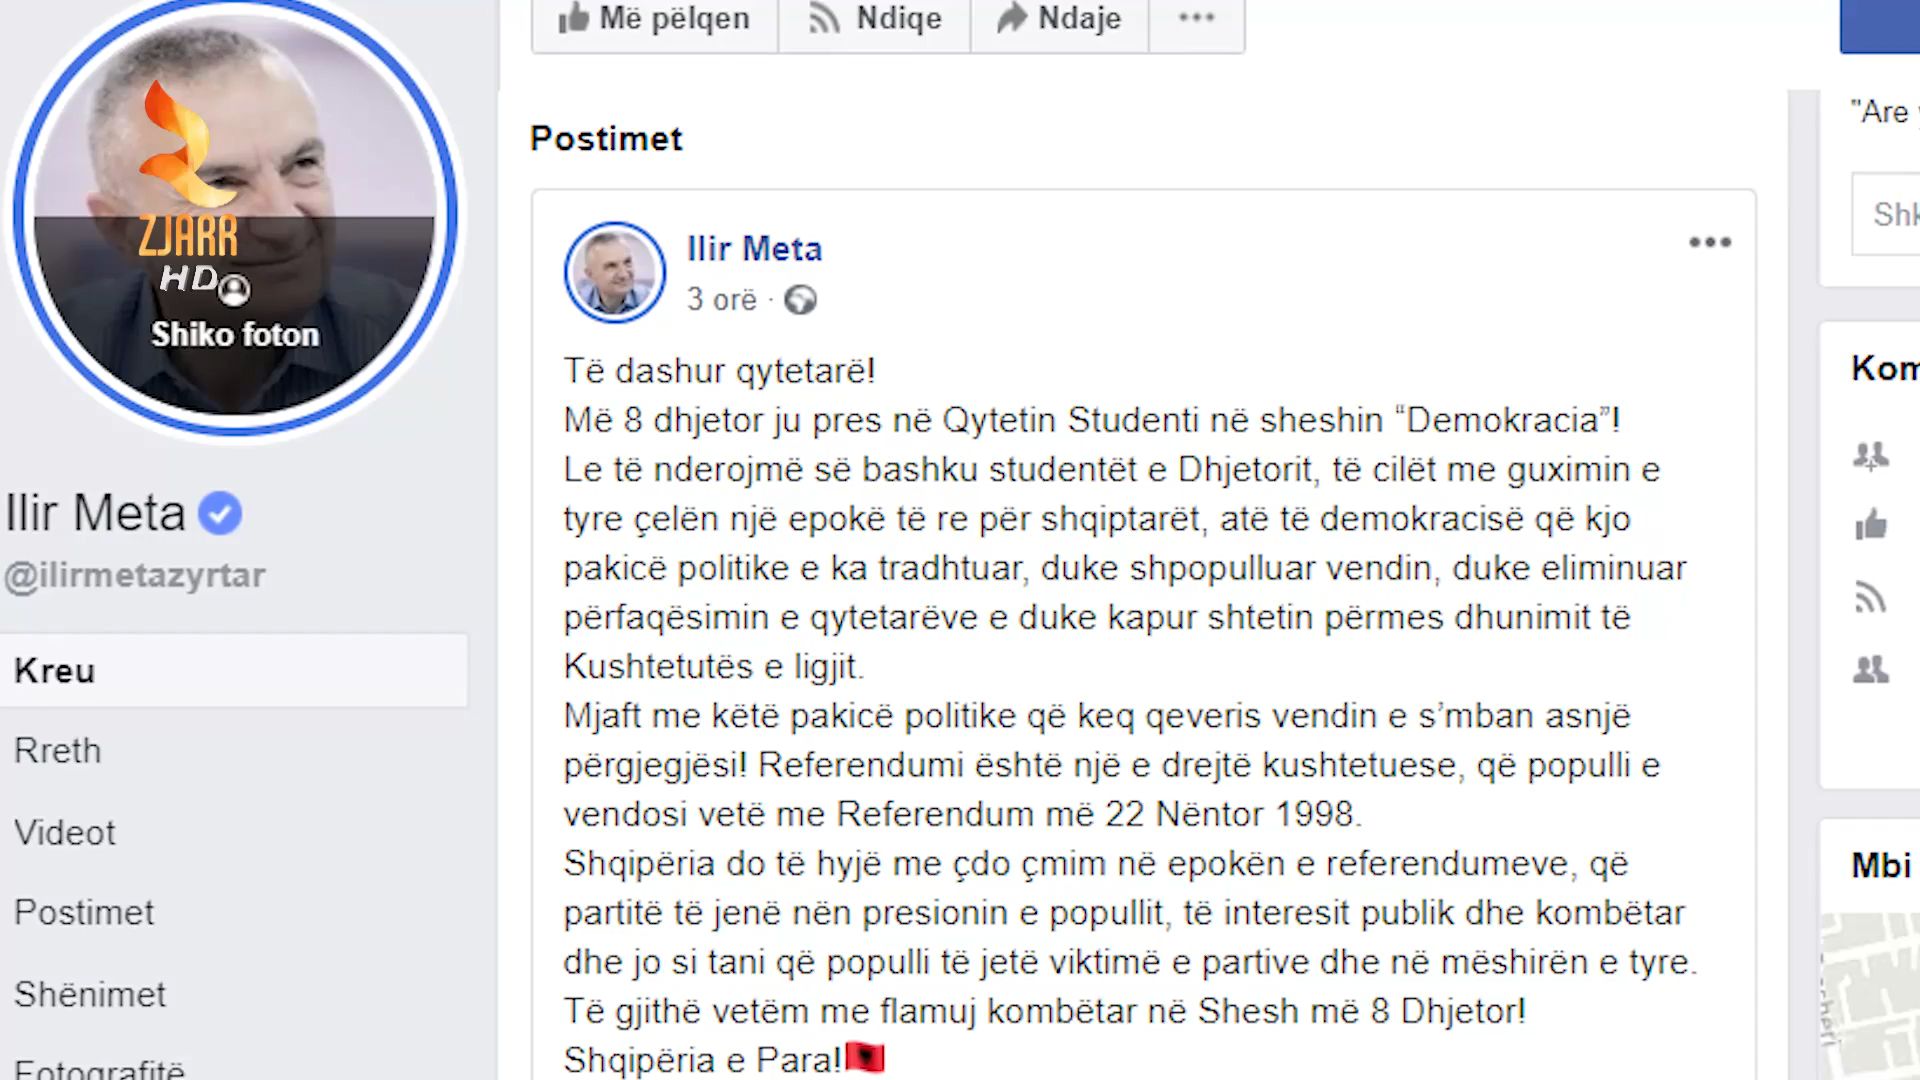 Më pëlqen
Ndiqe
Ndaje
Postimet
ZJARR
HD
Shiko foton
Ilir Meta
@ilirmetazyrtar
Kreu
Rreth
Videot
Postimet
Shënimet
Fotografitë
Ilir Meta
3 orë ·
Të dashur qytetarë!
Më 8 dhjetor ju pres në Qytetin Studenti në sheshin “Demokracia”!
Le të nderojmë së bashku studentët e Dhjetorit, të cilët me guximin e
tyre çelën një epokë të re për shqiptarët, atë të demokracisë që kjo
pakicë politike e ka tradhtuar, duke shpopulluar vendin, duke eliminuar
përfaqësimin e qytetarëve e duke kapur shtetin përmes dhunimit të
Kushtetutës e ligjit.
Mjaft me këtë pakicë politike që keq qeveris vendin e s’mban asnjë
përgjegjësi! Referendumi është një e drejtë kushtetuese, që populli e
vendosi vetë me Referendum më 22 Nëntor 1998.
Shqipëria do të hyjë me çdo çmim në epokën e referendumeve, që
partitë të jenë nën presionin e popullit, të interesit publik dhe kombëtar
dhe jo si tani që populli të jetë viktimë e partive dhe në mëshirën e tyre.
Të gjithë vetëm me flamuj kombëtar në Shesh më 8 Dhjetor!
Shqipëria e Para!🇦🇱
"Are
Mbi